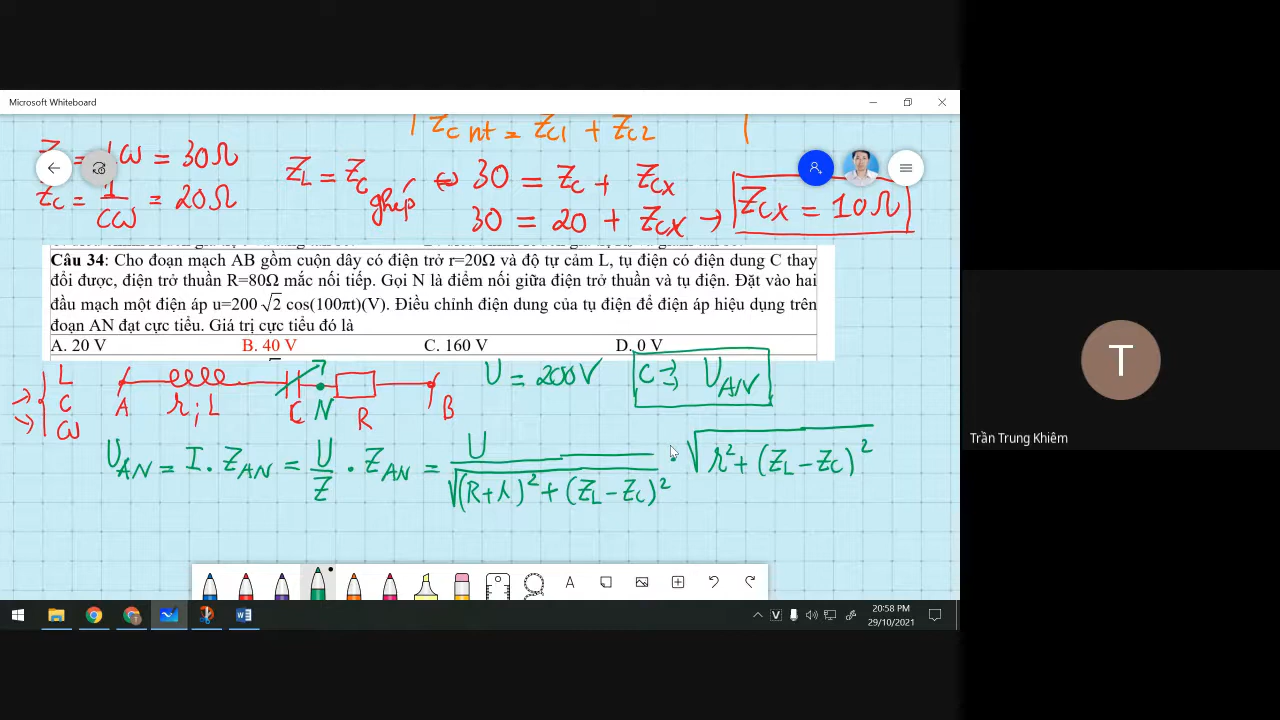 Microsoft Whiteboard
Z_C nt = Z_C1 + Z_C2
ω = 30Ω
Z_L = Z_C ghép ⇔ 30 = Z_C + Z_CX
Z_C = 1/Cω = 20Ω
30 = 20 + Z_CX → Z_CX = 10Ω
Câu 34: Cho đoạn mạch AB gồm cuộn dây có điện trở r=20Ω và độ tự cảm L, tụ điện có điện dung C thay
đổi được, điện trở thuần R=80Ω mắc nối tiếp. Gọi N là điểm nối giữa điện trở thuần và tụ điện. Đặt vào hai
đầu mạch một điện áp u=200√2 cos(100πt)(V). Điều chỉnh điện dung của tụ điện để điện áp hiệu dụng trên
đoạn AN đạt cực tiểu. Giá trị cực tiểu đó là
A. 20 V B. 40 V C. 160 V D. 0 V
L
C
ω
A r; L C N R B
U = 200V
C → U_AN
U_AN = I . Z_AN = U/Z . Z_AN = U/√((R+r)² + (Z_L – Z_C)²) . √(r² + (Z_L – Z_C)²)
A
T
Trần Trung Khiêm
V
20:58 PM
29/10/2021